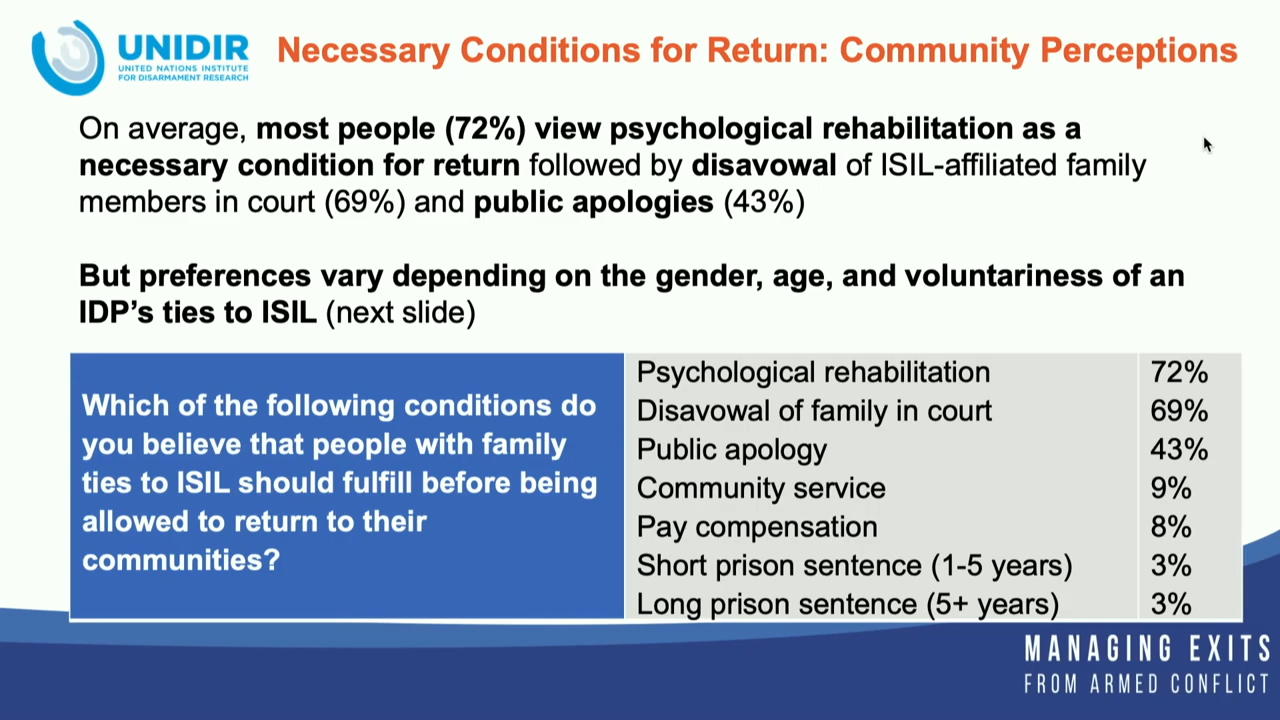 UNIDIR
UNITED NATIONS INSTITUTE
FOR DISARMAMENT RESEARCH
Necessary Conditions for Return: Community Perceptions
On average, most people (72%) view psychological rehabilitation as a
necessary condition for return followed by disavowal of ISIL-affiliated family
members in court (69%) and public apologies (43%)
But preferences vary depending on the gender, age, and voluntariness of an
IDP’s ties to ISIL (next slide)
Which of the following conditions do
you believe that people with family
ties to ISIL should fulfill before being
allowed to return to their
communities?
Psychological rehabilitation 72%
Disavowal of family in court 69%
Public apology 43%
Community service 9%
Pay compensation 8%
Short prison sentence (1-5 years) 3%
Long prison sentence (5+ years) 3%
MANAGING EXITS
FROM ARMED CONFLICT